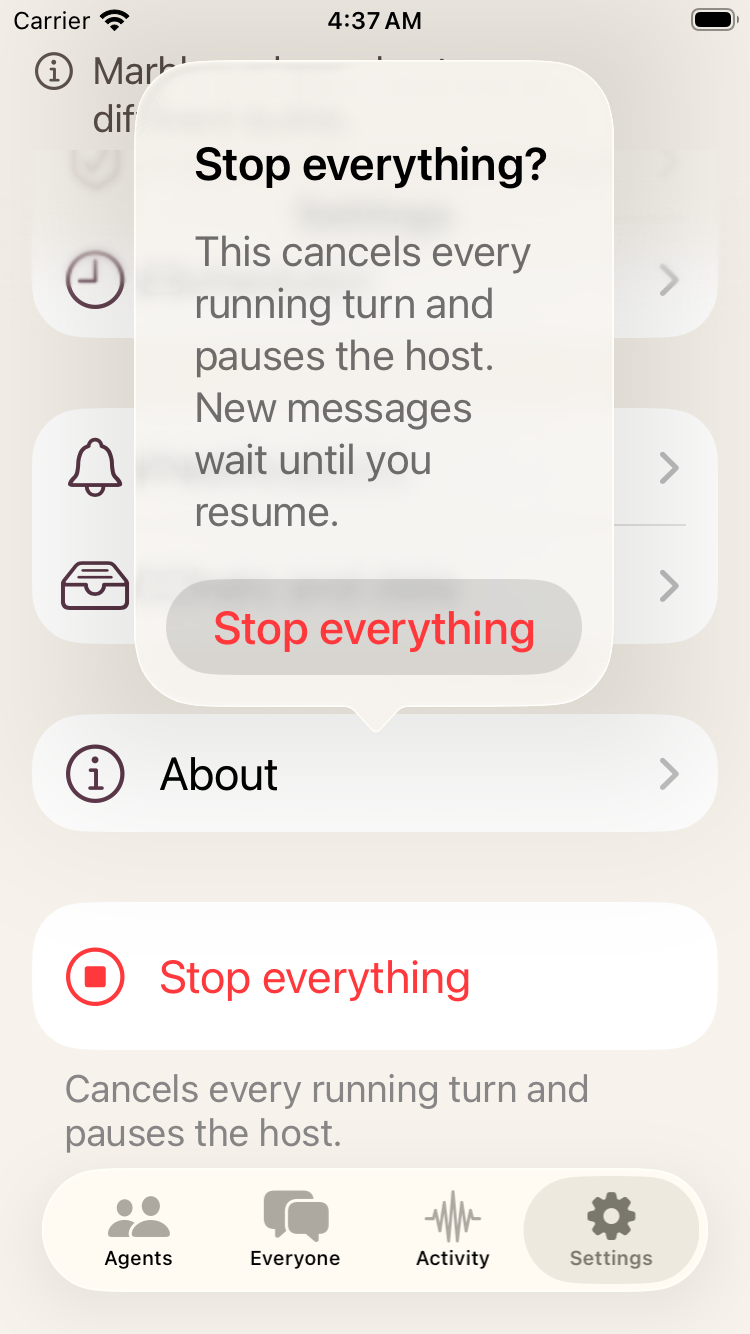 Carrier
4:37 AM
Stop everything?
This cancels every
running turn and
pauses the host.
New messages
wait until you
resume.
Stop everything
About
Stop everything
Cancels every running turn and
pauses the host.
Agents
Everyone
Activity
Settings